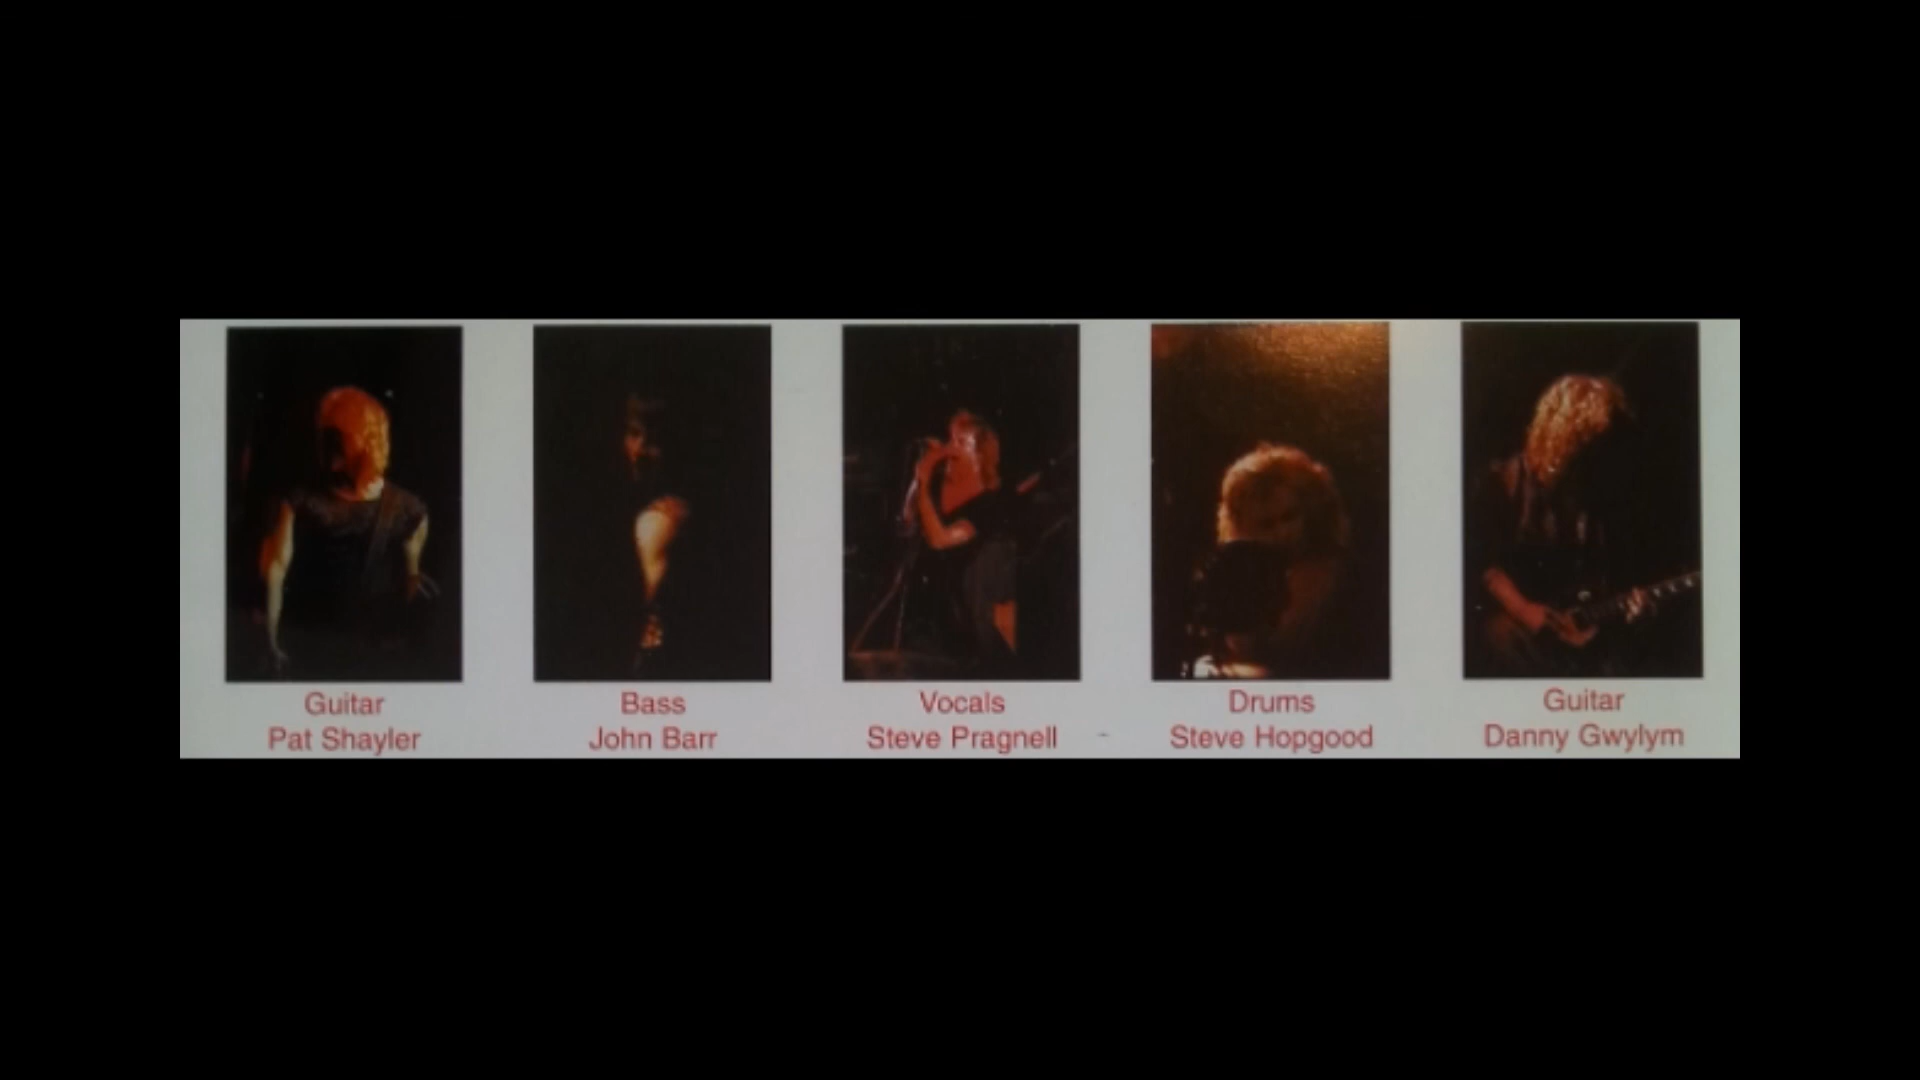 Guitar
Pat Shayler
Bass
John Barr
Vocals
Steve Pragnell
Drums
Steve Hopgood
Guitar
Danny Gwylym